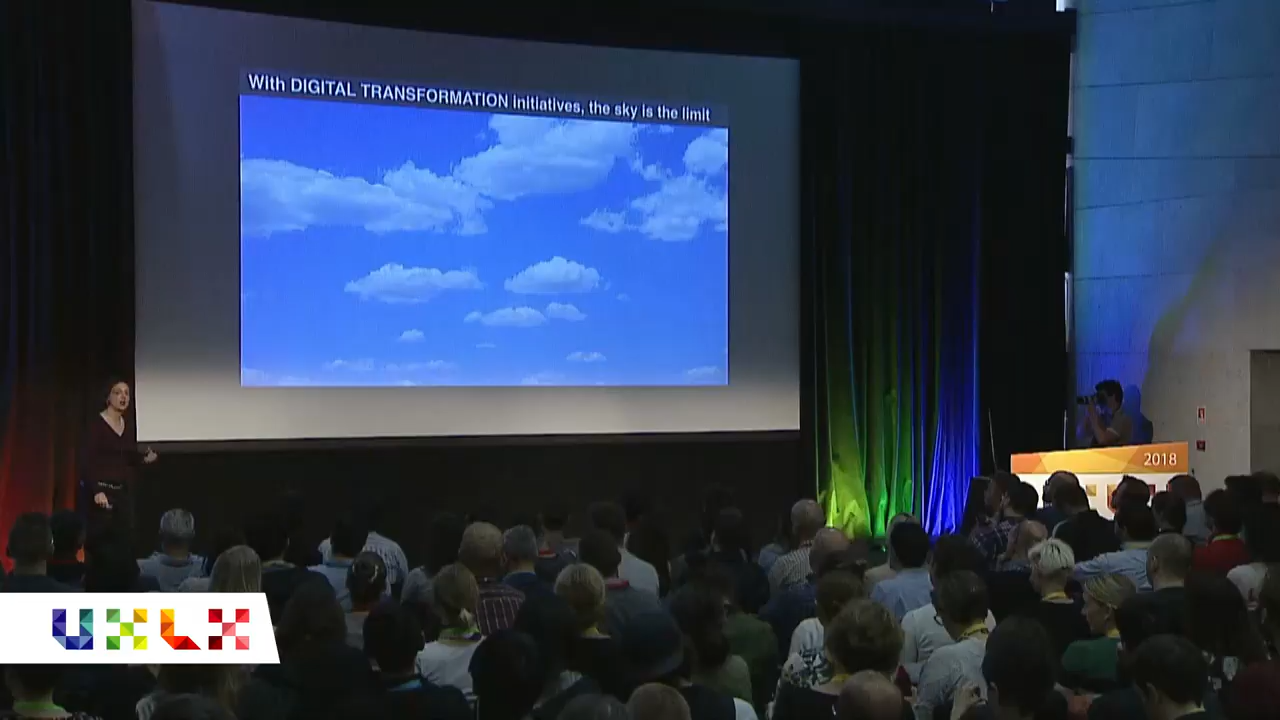 With DIGITAL TRANSFORMATION initiatives, the sky is the limit
2018
UXLX